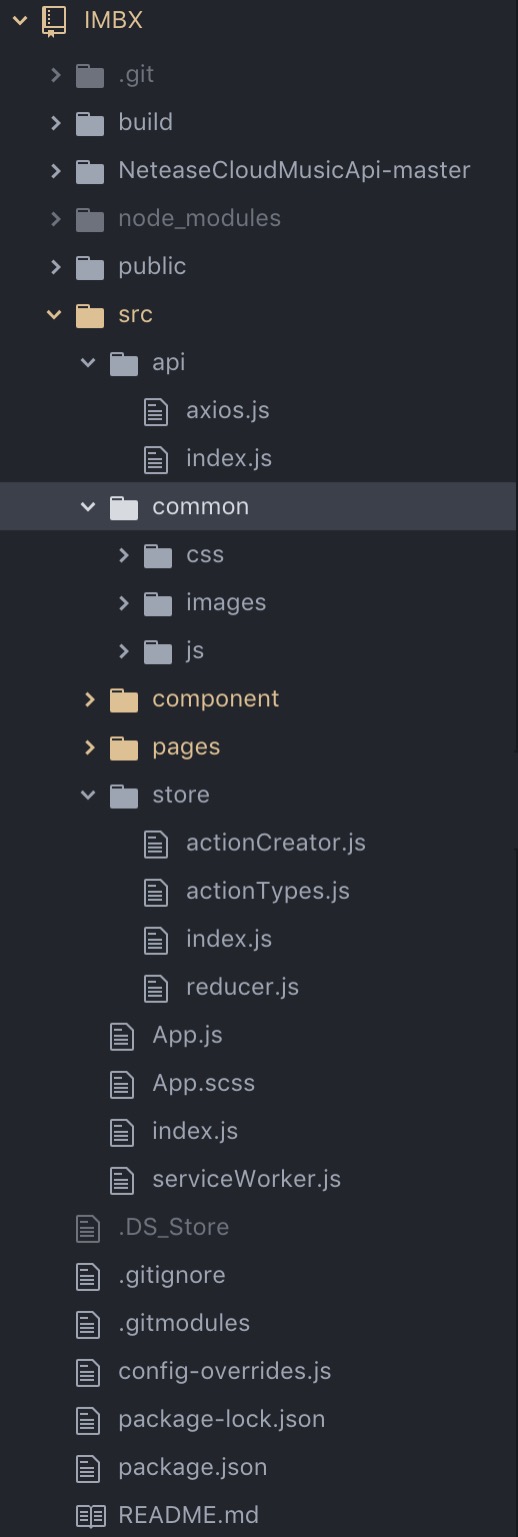 IMBX
.git
build
NeteaseCloudMusicApi-master
node_modules
public
src
api
axios.js
index.js
common
css
images
js
component
pages
store
actionCreator.js
actionTypes.js
index.js
reducer.js
App.js
App.scss
index.js
serviceWorker.js
.DS_Store
.gitignore
.gitmodules
config-overrides.js
package-lock.json
package.json
README.md